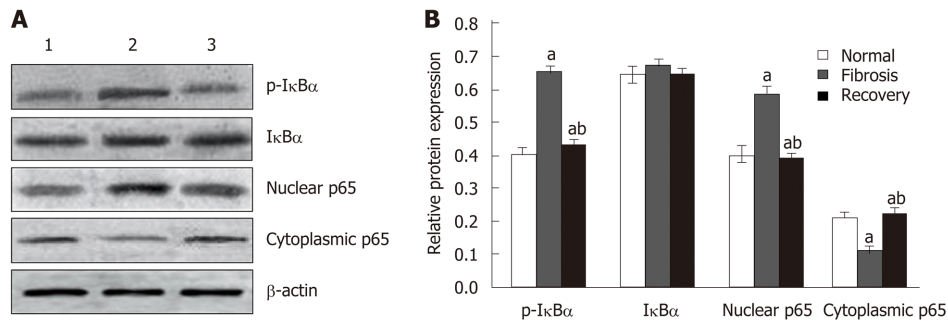 A
1 2 3
p-IκBα
IκBα
Nuclear p65
Cytoplasmic p65
β-actin
B
Relative protein expression
0.8
0.7
0.6
0.5
0.4
0.3
0.2
0.1
0.0
a
ab
a
ab
a
ab
Normal
Fibrosis
Recovery
p-IκBα IκBα Nuclear p65 Cytoplasmic p65